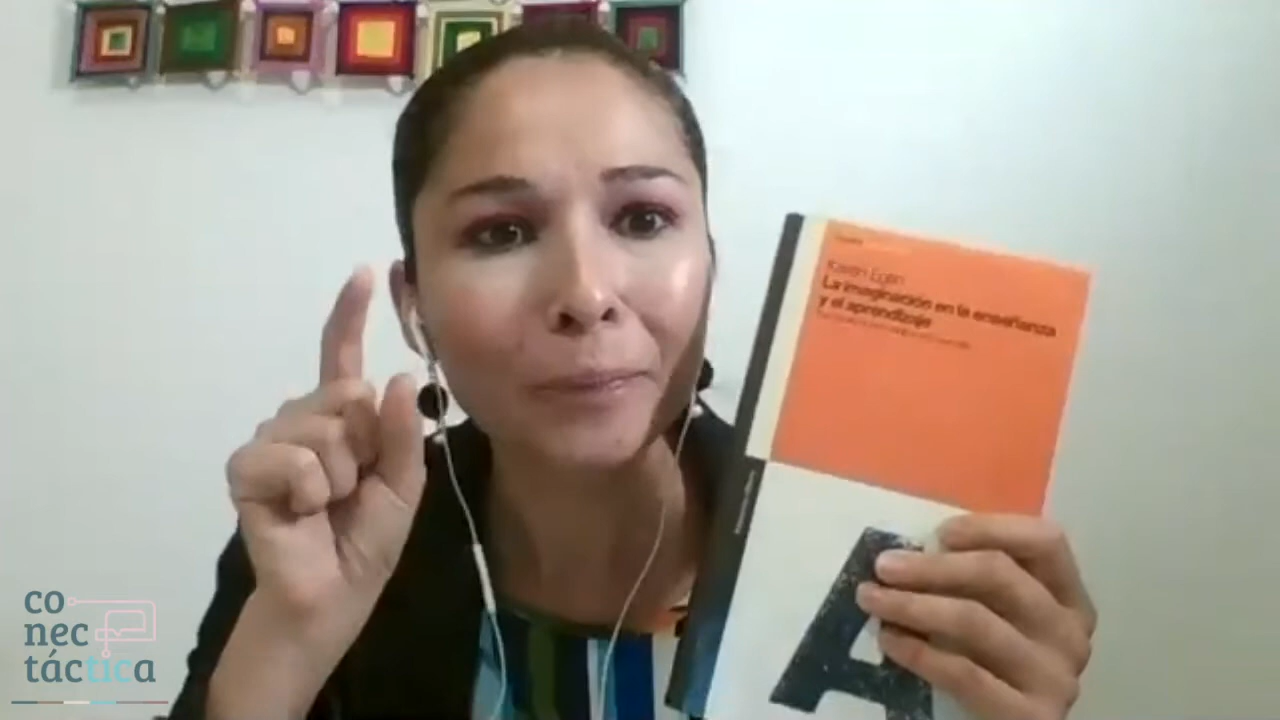 Kieran Egan
La imaginación en la enseñanza
y el aprendizaje
A
co
nec
táctica